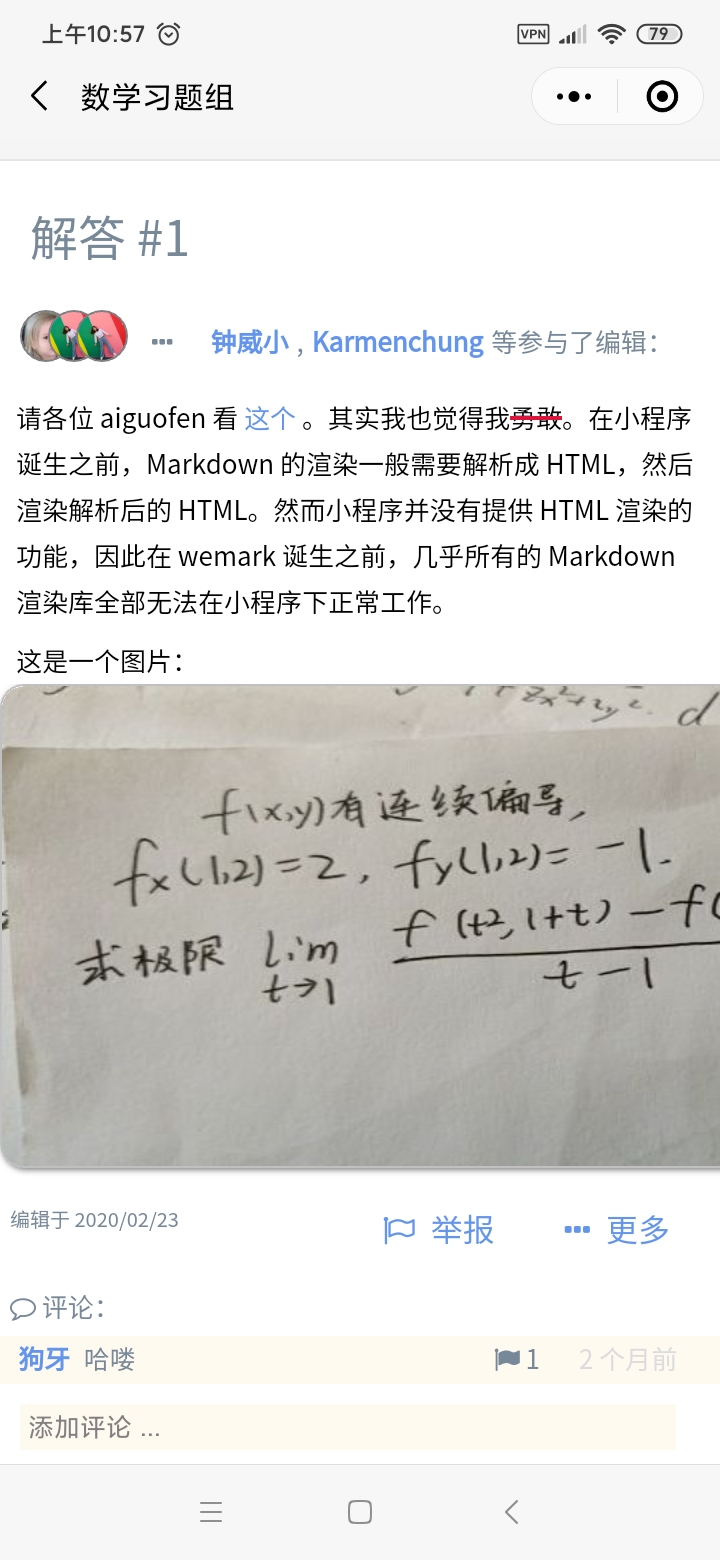 上午10:57
VPN
79
数学习题组
解答 #1
钟威小 , Karmenchung 等参与了编辑：
请各位 aiguofen 看 这个 。其实我也觉得我勇敢。在小程序
诞生之前，Markdown 的渲染一般需要解析成 HTML，然后
渲染解析后的 HTML。然而小程序并没有提供 HTML 渲染的
功能，因此在 wemark 诞生之前，几乎所有的 Markdown
渲染库全部无法在小程序下正常工作。
这是一个图片：
f(x,y)有连续偏导,
fx(1,2)=2, fy(1,2)= -1.
求极限 lim t→1 f(t²,1+t) - f( / t-1
编辑于 2020/02/23
举报
更多
评论：
狗牙 哈喽
1
2 个月前
添加评论 ...